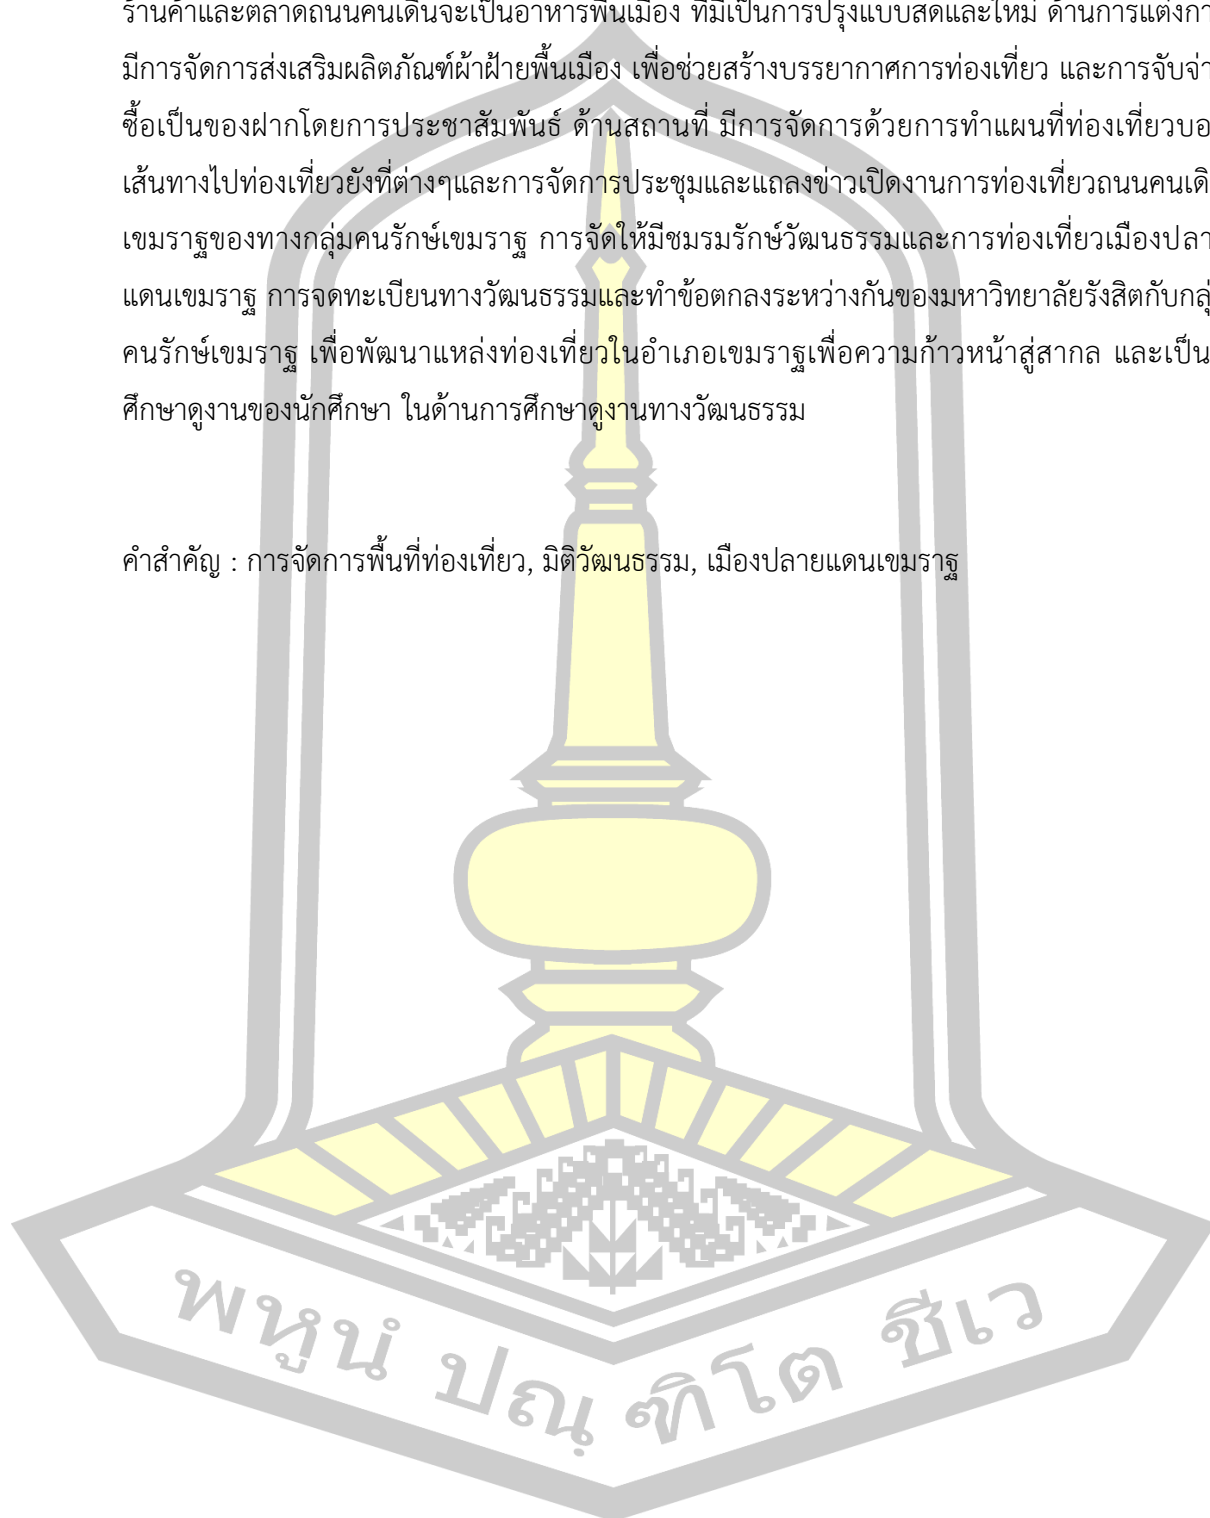 ร้านค้าและตลาดถนนคนเดินจะเป็นอาหารพื้นเมือง ที่มีเป็นการปรุงแบบสดและใหม่ ด้านการแต่งกา
มีการจัดการส่งเสริมผลิตภัณฑ์ผ้าฝ้ายพื้นเมือง เพื่อช่วยสร้างบรรยากาศการท่องเที่ยว และการจับจ่า
ซื้อเป็นของฝากโดยการประชาสัมพันธ์ ด้านสถานที่ มีการจัดการด้วยการทำแผนที่ท่องเที่ยวบอ
เส้นทางไปท่องเที่ยวยังที่ต่างๆและการจัดการประชุมและแถลงข่าวเปิดงานการท่องเที่ยวถนนคนเดิ
เขมราฐของทางกลุ่มคนรักษ์เขมราฐ การจัดให้มีชมรมรักษ์วัฒนธรรมและการท่องเที่ยวเมืองปลา
แดนเขมราฐ การจดทะเบียนทางวัฒนธรรมและทำข้อตกลงระหว่างกันของมหาวิทยาลัยรังสิตกับกลุ่
คนรักษ์เขมราฐ เพื่อพัฒนาแหล่งท่องเที่ยวในอำเภอเขมราฐเพื่อความก้าวหน้าสู่สากล และเป็น
ศึกษาดูงานของนักศึกษา ในด้านการศึกษาดูงานทางวัฒนธรรม
คำสำคัญ : การจัดการพื้นที่ท่องเที่ยว, มิติวัฒนธรรม, เมืองปลายแดนเขมราฐ
พหูนํ ปณฺฑิโต ชีเว